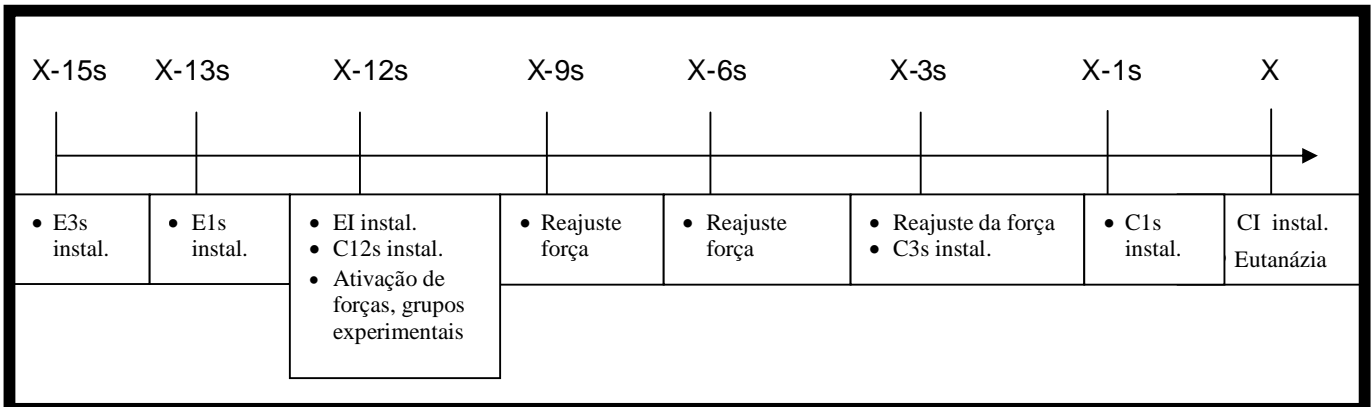 X-15s X-13s X-12s X-9s X-6s X-3s X-1s X
• E3s
instal.
• E1s
instal.
• EI instal.
• C12s instal.
• Ativação de
forças, grupos
experimentais
• Reajuste
força
• Reajuste
força
• Reajuste da força
• C3s instal.
• C1s
instal.
CI instal.
Eutanázia